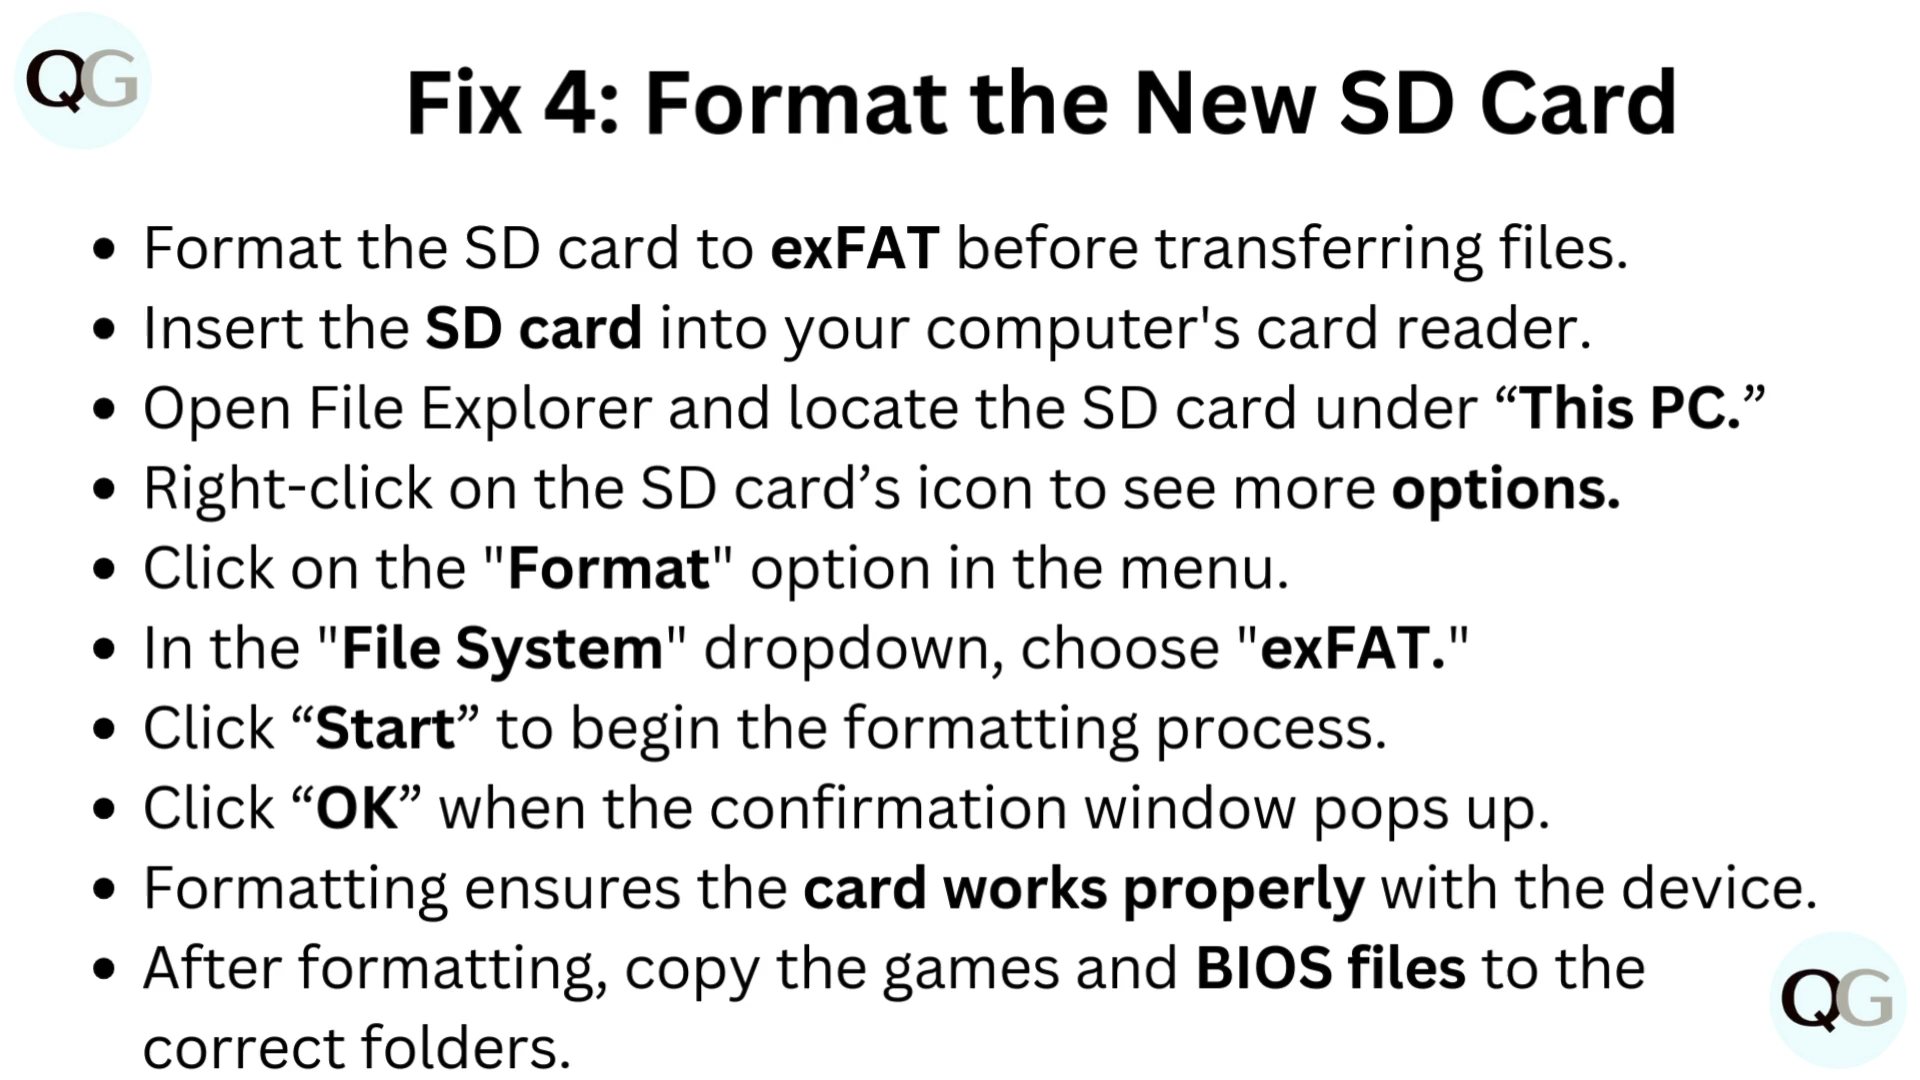 QG
Fix 4: Format the New SD Card
• Format the SD card to exFAT before transferring files.
• Insert the SD card into your computer's card reader.
• Open File Explorer and locate the SD card under “This PC.”
• Right-click on the SD card’s icon to see more options.
• Click on the "Format" option in the menu.
• In the "File System" dropdown, choose "exFAT."
• Click “Start” to begin the formatting process.
• Click “OK” when the confirmation window pops up.
• Formatting ensures the card works properly with the device.
• After formatting, copy the games and BIOS files to the
correct folders.
QG